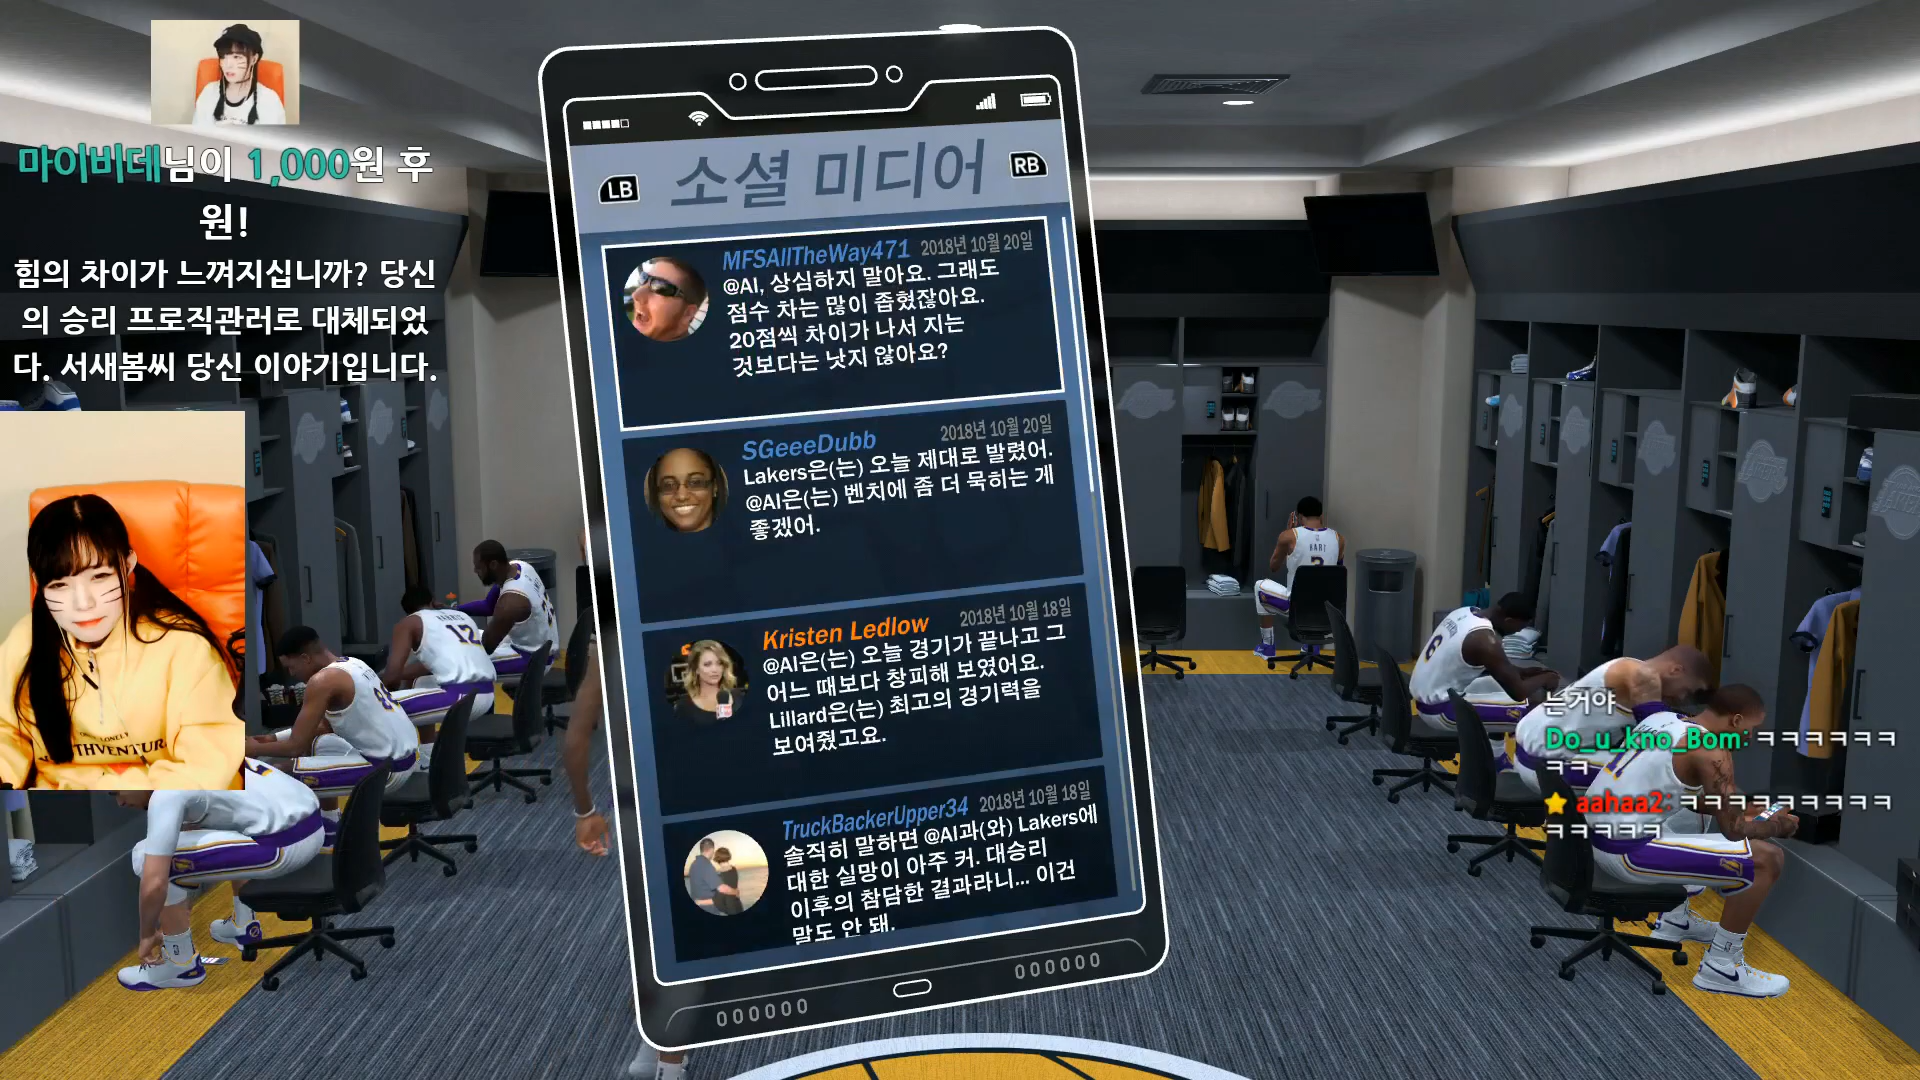 마이비데님이 1,000원 후
원!
힘의 차이가 느껴지십니까? 당신
의 승리 프로직관러로 대체되었
다. 서새봄씨 당신 이야기입니다.
LB
소셜 미디어
RB
MFSAllTheWay471 2018년 10월 20일
@AI, 상심하지 말아요. 그래도
점수 차는 많이 좁혔잖아요.
20점씩 차이가 나서 지는
것보다는 낫지 않아요?
SGeeeDubb 2018년 10월 20일
Lakers은(는) 오늘 제대로 발렸어.
@AI은(는) 벤치에 좀 더 묵히는 게
좋겠어.
Kristen Ledlow 2018년 10월 18일
@AI은(는) 오늘 경기가 끝나고 그
어느 때보다 창피해 보였어요.
Lillard은(는) 최고의 경기력을
보여줬고요.
TruckBackerUpper34 2018년 10월 18일
솔직히 말하면 @AI과(와) Lakers에
대한 실망이 아주 커. 대승리
이후의 참담한 결과라니... 이건
말도 안 돼.
HART
12
6
는거야
Do_u_kno_Bom: ㅋㅋㅋㅋㅋㅋ
ㅋㅋ
aahaa2: ㅋㅋㅋㅋㅋㅋㅋㅋㅋ
ㅋㅋㅋㅋㅋ